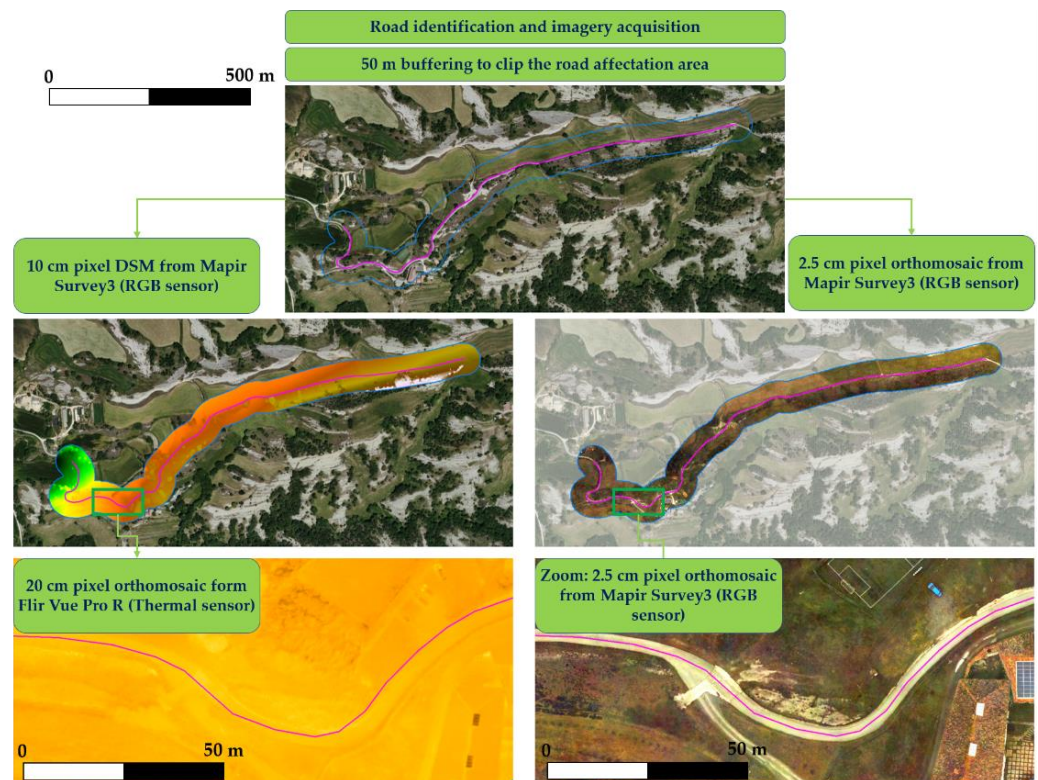 Road identification and imagery acquisition
0 500 m
50 m buffering to clip the road affectation area
10 cm pixel DSM from Mapir
Survey3 (RGB sensor)
2.5 cm pixel orthomosaic from
Mapir Survey3 (RGB sensor)
20 cm pixel orthomosaic form
Flir Vue Pro R (Thermal sensor)
Zoom: 2.5 cm pixel orthomosaic
from Mapir Survey3 (RGB
sensor)
0 50 m
0 50 m